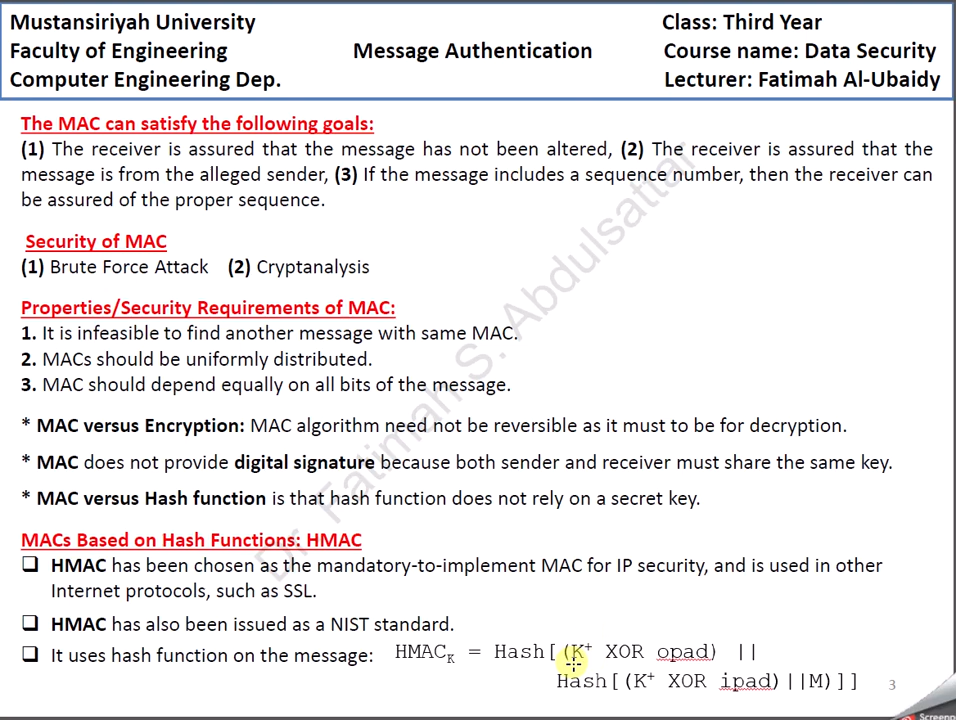 Mustansiriyah University
Faculty of Engineering
Computer Engineering Dep.
Message Authentication
Class: Third Year
Course name: Data Security
Lecturer: Fatimah Al-Ubaidy
The MAC can satisfy the following goals:
(1) The receiver is assured that the message has not been altered, (2) The receiver is assured that the
message is from the alleged sender, (3) If the message includes a sequence number, then the receiver can
be assured of the proper sequence.
Security of MAC
(1) Brute Force Attack (2) Cryptanalysis
Properties/Security Requirements of MAC:
1. It is infeasible to find another message with same MAC.
2. MACs should be uniformly distributed.
3. MAC should depend equally on all bits of the message.
* MAC versus Encryption: MAC algorithm need not be reversible as it must to be for decryption.
* MAC does not provide digital signature because both sender and receiver must share the same key.
* MAC versus Hash function is that hash function does not rely on a secret key.
MACs Based on Hash Functions: HMAC
❑ HMAC has been chosen as the mandatory-to-implement MAC for IP security, and is used in other
Internet protocols, such as SSL.
❑ HMAC has also been issued as a NIST standard.
❑ It uses hash function on the message: HMACK = Hash[(K+ XOR opad) ||
Hash[(K+ XOR ipad)||M)]]
3
Dr. Fatimah S. Abdulsattar